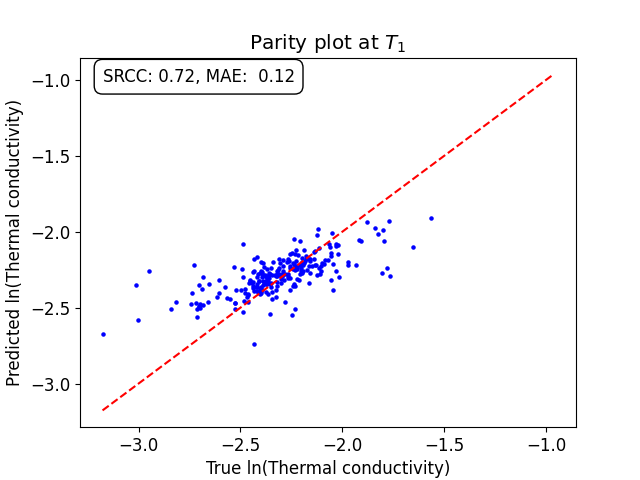 Parity plot at T₁
SRCC: 0.72, MAE:  0.12
Predicted ln(Thermal conductivity)
−1.0
−1.5
−2.0
−2.5
−3.0
−3.0 −2.5 −2.0 −1.5 −1.0
True ln(Thermal conductivity)